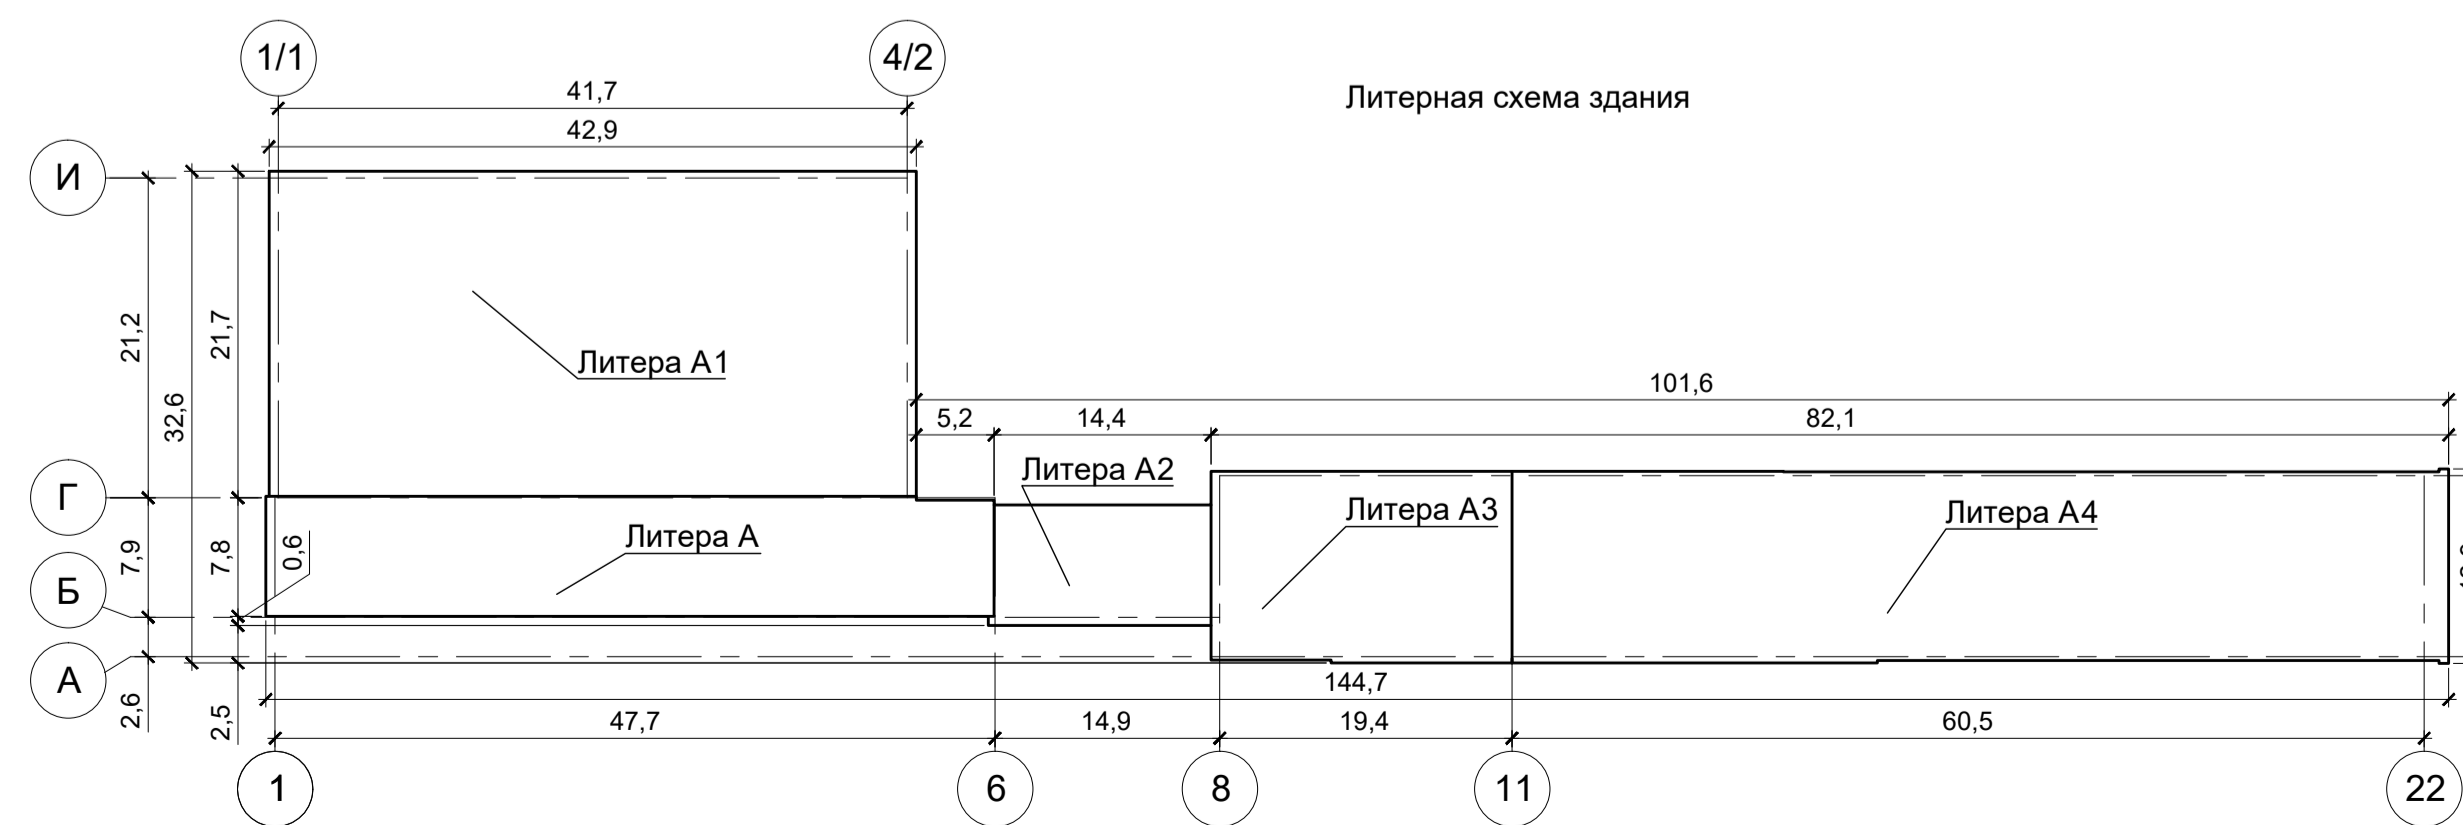 1/1
4/2
Литерная схема здания
41,7
42,9
И
21,2
32,6
21,7
Литера А1
101,6
5,2
14,4
82,1
Литера А2
Литера А3
Литера А4
Г
Литера А
7,9
7,8
0,6
Б
А
2,6
2,5
144,7
47,7
14,9
19,4
60,5
1
6
8
11
22